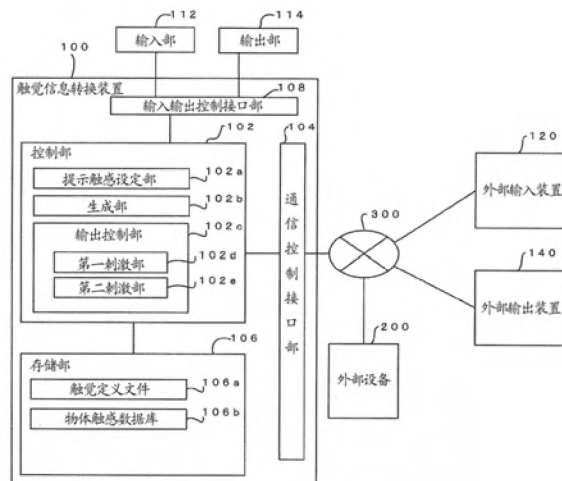 112
114
100
输入部
输出部
触觉信息转换装置
108
输入输出控制接口部
102
104
控制部
102a
提示触感设定部
102b
生成部
102c
输出控制部
102d
第一刺激部
102e
第二刺激部
通信控制接口部
300
120
外部输入装置
140
外部输出装置
200
外部设备
106
存储部
106a
触觉定义文件
106b
物体触感数据库